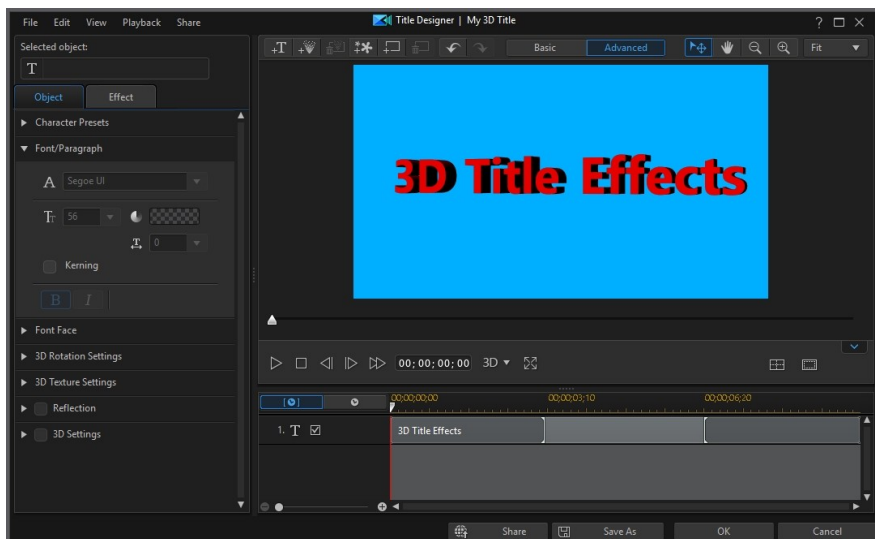 File Edit View Playback Share
Title Designer | My 3D Title
?
Selected object:
T
Basic Advanced Fit
Object Effect
Character Presets
Font/Paragraph
A Segoe UI
56
0
Kerning
B I
Font Face
3D Rotation Settings
3D Texture Settings
Reflection
3D Settings
3D Title Effects
00;00;00;00 3D
00;00;00;00 00;00;03;10 00;00;06;20
1. T 3D Title Effects
Share Save As OK Cancel